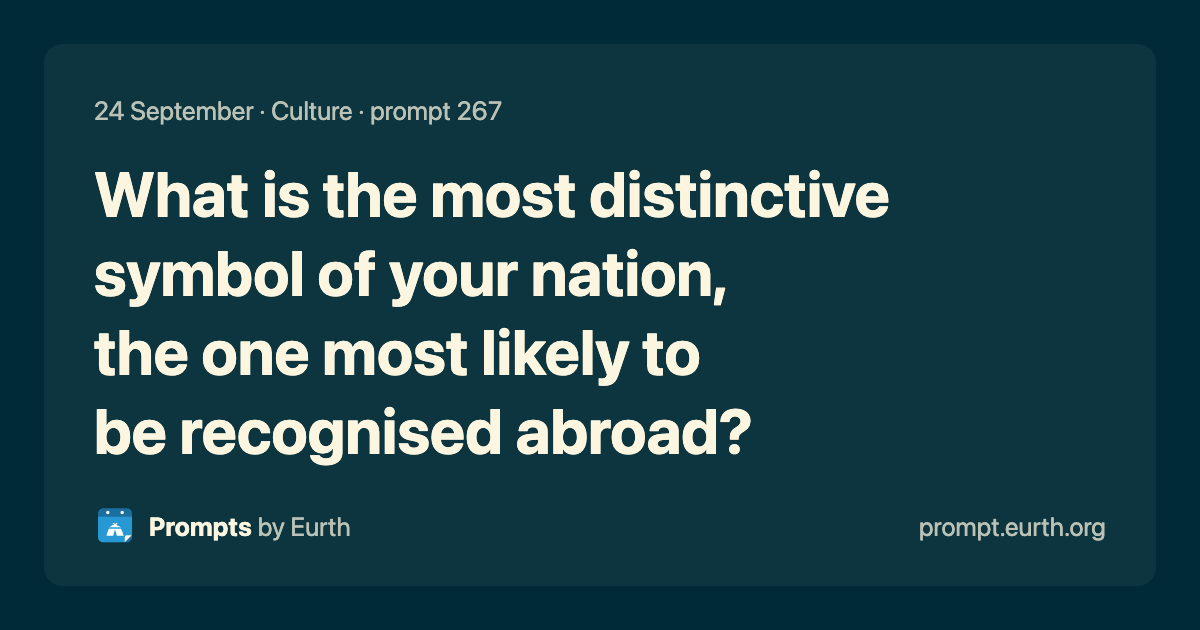 24 September · Culture · prompt 267
What is the most distinctive
symbol of your nation,
the one most likely to
be recognised abroad?
Prompts by Eurth
prompt.eurth.org